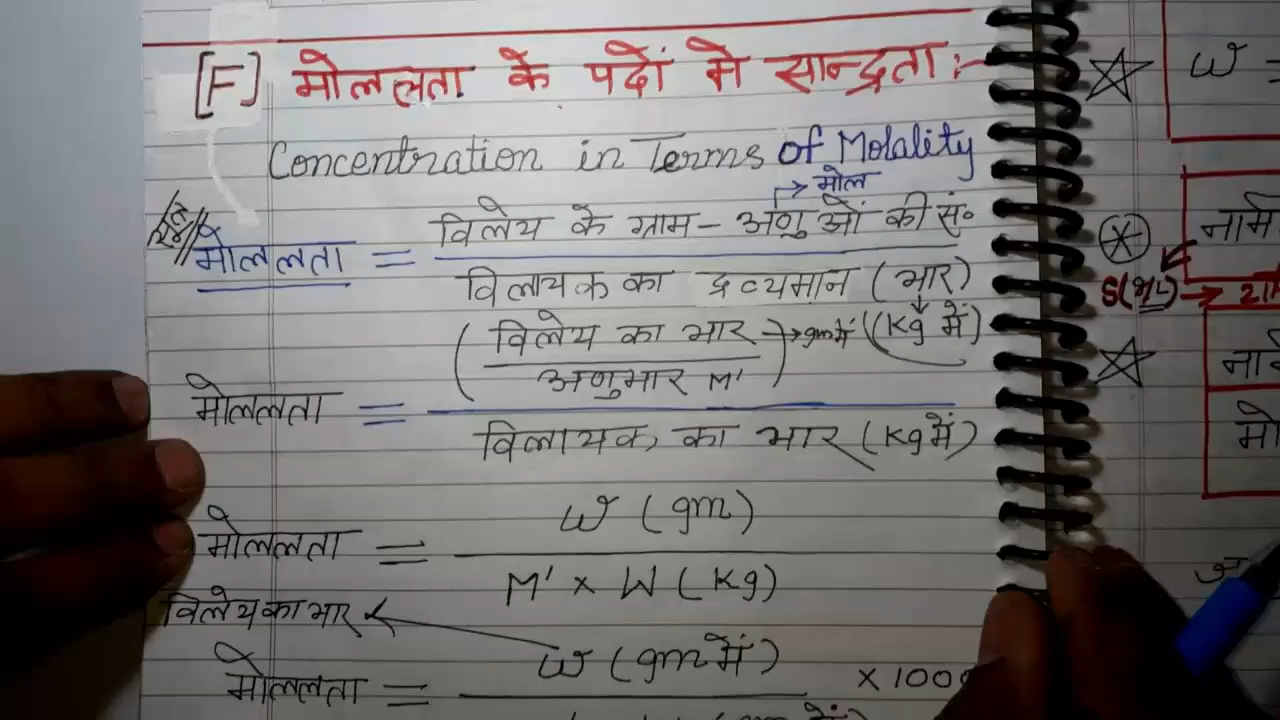 [F] मोललता के पदों मे सान्द्रता :-
Concentration in Terms of Molality
→ मोल
मोललता = विलेय के ग्राम - अणुओं की सं०
विलायक का द्रव्यमान (भार)
(Kg में)
( विलेय का भार ) → gm में
अणुभार M'
मोललता =
विलायक का भार (Kg में)
मोललता = w (gm)
M' × W (Kg)
विलेय का भार
मोललता = w (gm में) × 100
w =
नाम
S(